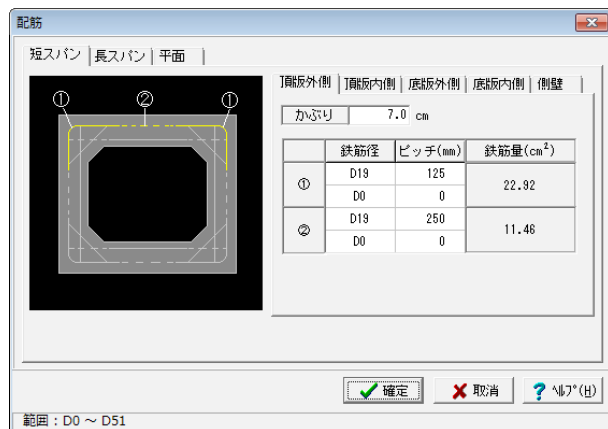 配筋
短スパン 長スパン 平面
① ② ①
頂版外側 頂版内側 底版外側 底版内側 側壁
かぶり 7.0 cm
鉄筋径 ピッチ(mm) 鉄筋量(cm²)
① D19 125 22.92
D0 0
② D19 250 11.46
D0 0
確定 取消 ヘルプ(H)
範囲:D0 ～ D51